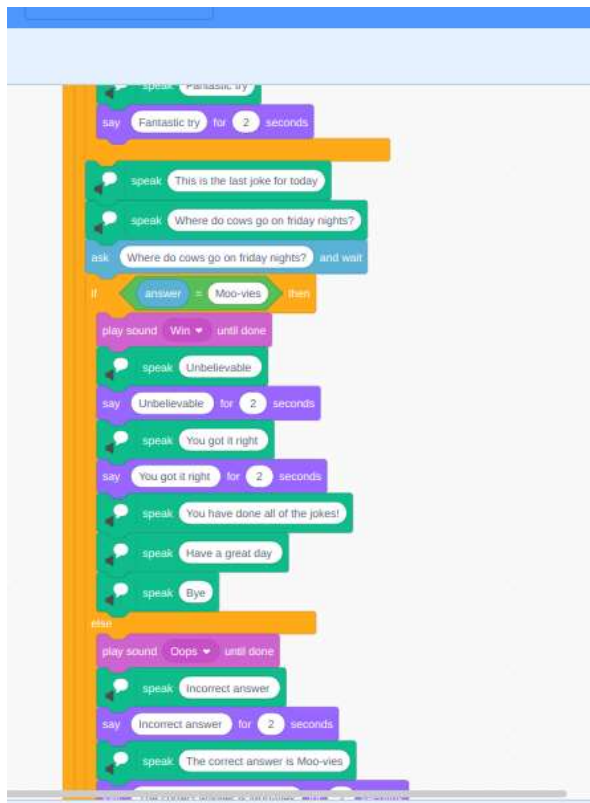 speak Fantastic try
say Fantastic try for 2 seconds
speak This is the last joke for today
speak Where do cows go on friday nights?
ask Where do cows go on friday nights? and wait
if answer = Moo-vies then
play sound Win until done
speak Unbelievable
say Unbelievable for 2 seconds
speak You got it right
say You got it right for 2 seconds
speak You have done all of the jokes!
speak Have a great day
speak Bye
else
play sound Oops until done
speak Incorrect answer
say Incorrect answer for 2 seconds
speak The correct answer is Moo-vies